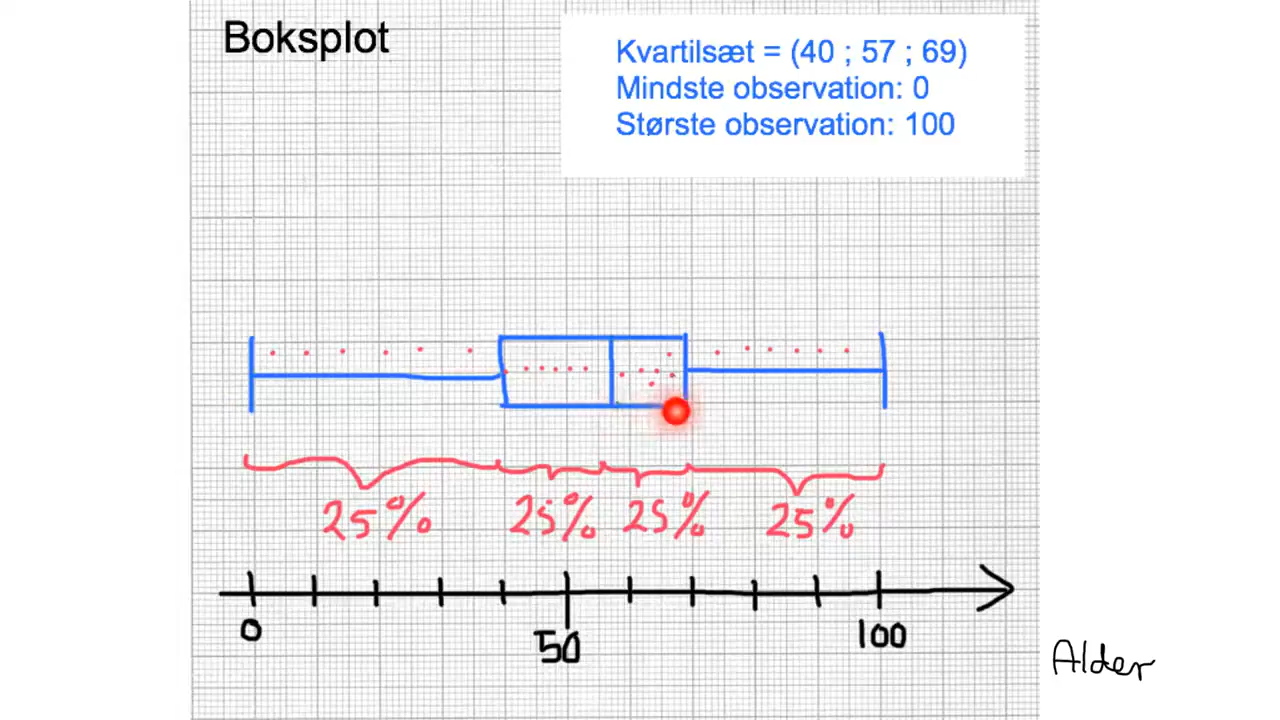 Boksplot
Kvartilsæt = (40 ; 57 ; 69)
Mindste observation: 0
Største observation: 100
25% 25% 25% 25%
0 50 100
Alder